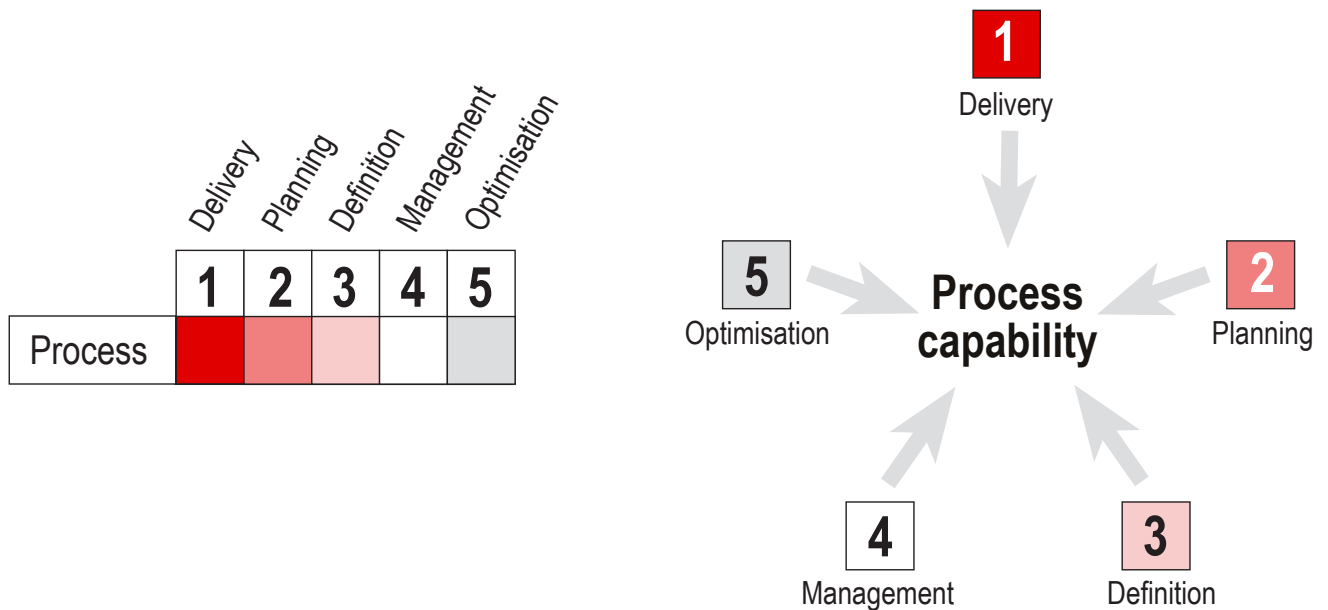 Delivery
Planning
Definition
Management
Optimisation
1 2 3 4 5
Process
1
Delivery
5
Optimisation
Process
capability
2
Planning
4
Management
3
Definition